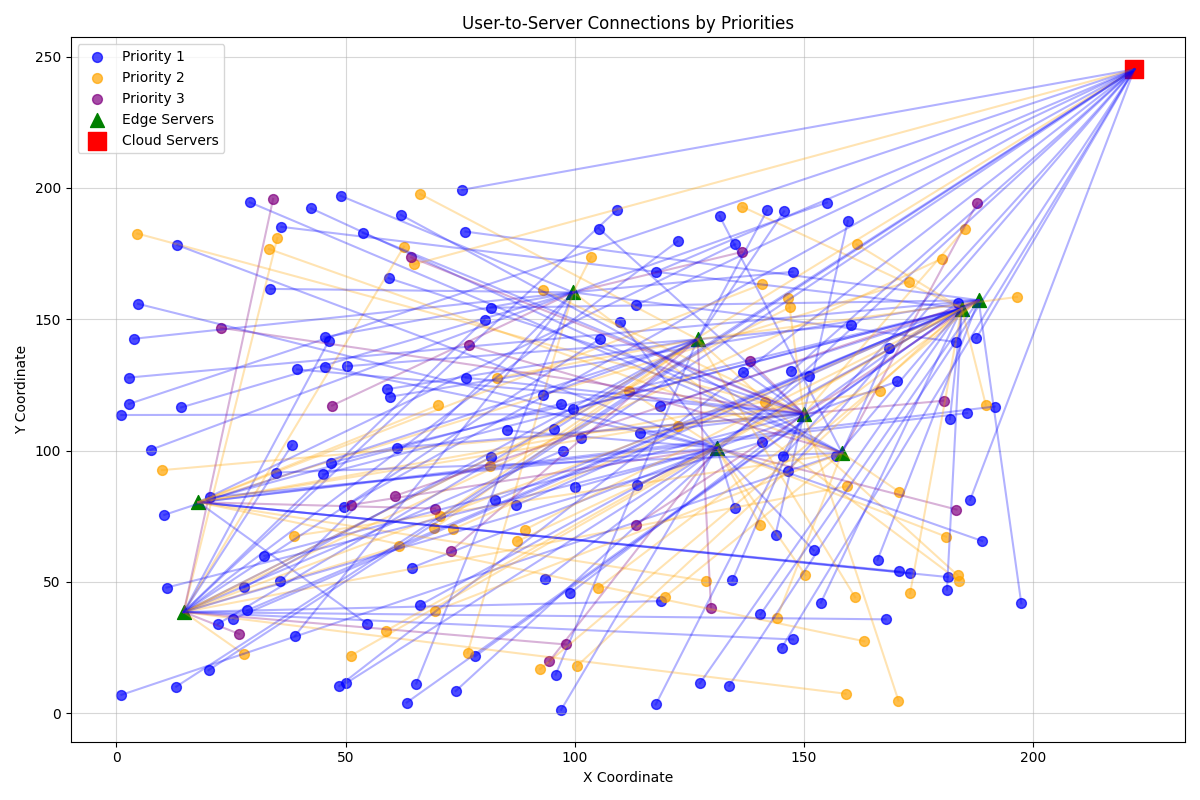 User-to-Server Connections by Priorities
Priority 1
Priority 2
Priority 3
Edge Servers
Cloud Servers
250
200
150
100
50
0
Y Coordinate
0
50
100
150
200
X Coordinate